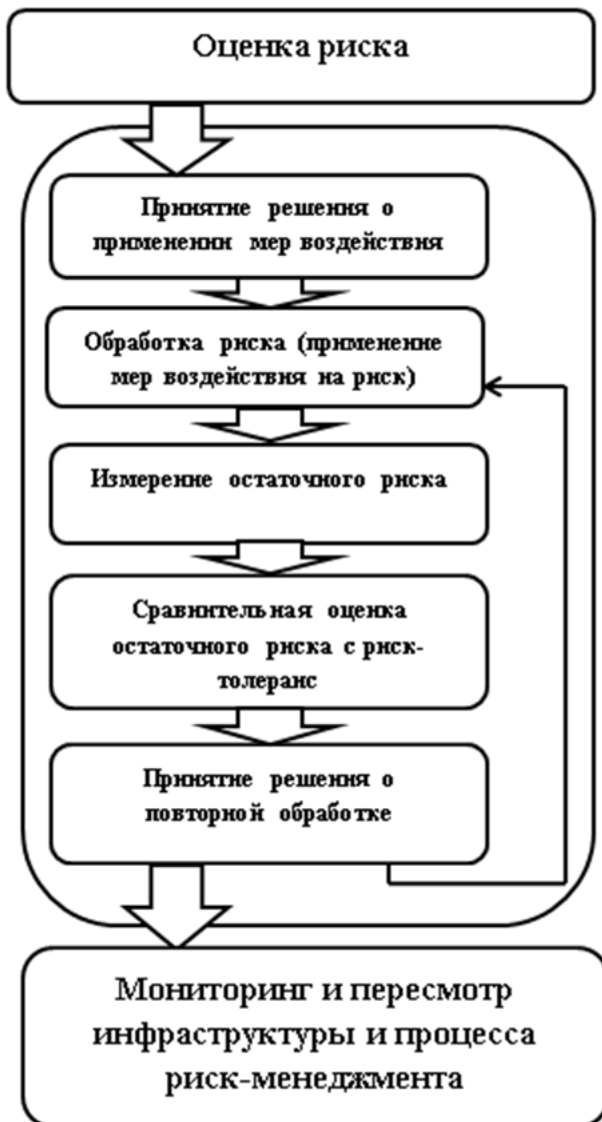 Оценка риска
Принятие решения о
применении мер воздействия
Обработка риска (применение
мер воздействия на риск)
Измерение остаточного риска
Сравнительная оценка
остаточного риска с риск-
толеранс
Принятие решения о
повторной обработке
Мониторинг и пересмотр
инфраструктуры и процесса
риск-менеджмента